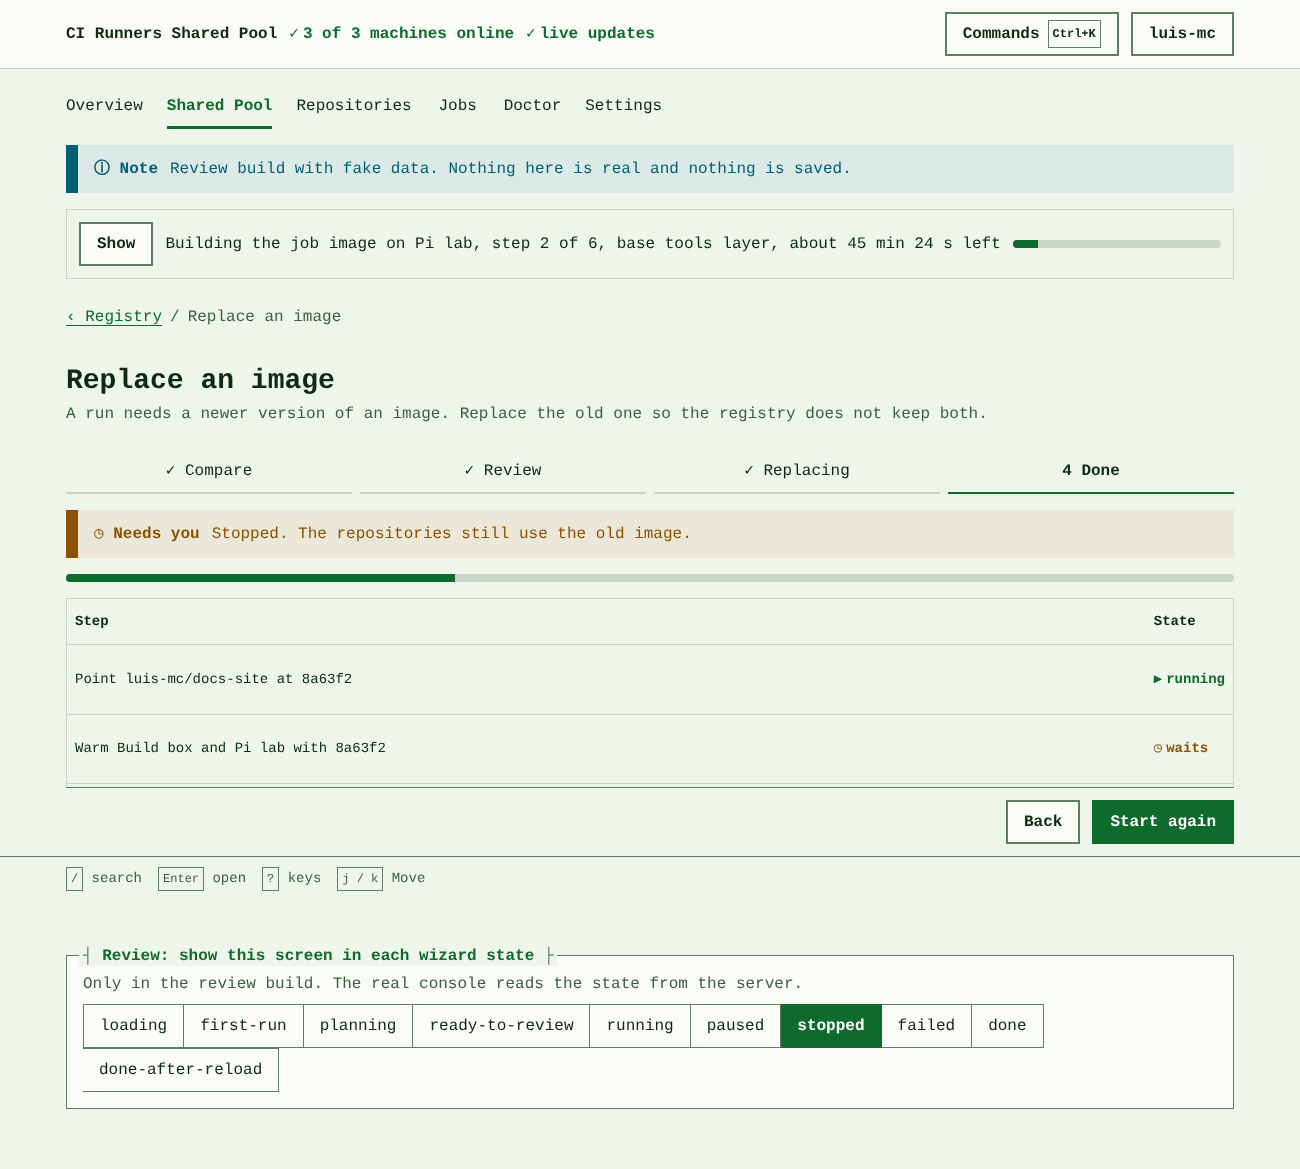 CI Runners Shared Pool ✓ 3 of 3 machines online ✓ live updates Commands Ctrl+K luis-mc
Overview Shared Pool Repositories Jobs Doctor Settings
ⓘ Note Review build with fake data. Nothing here is real and nothing is saved.
Show Building the job image on Pi lab, step 2 of 6, base tools layer, about 45 min 24 s left
‹ Registry / Replace an image
Replace an image
A run needs a newer version of an image. Replace the old one so the registry does not keep both.
✓ Compare ✓ Review ✓ Replacing 4 Done
◷ Needs you Stopped. The repositories still use the old image.
Step State
Point luis-mc/docs-site at 8a63f2 ▶ running
Warm Build box and Pi lab with 8a63f2 ◷ waits
Back Start again
/ search Enter open ? keys j / k Move
┤ Review: show this screen in each wizard state ├
Only in the review build. The real console reads the state from the server.
loading first-run planning ready-to-review running paused stopped failed done
done-after-reload